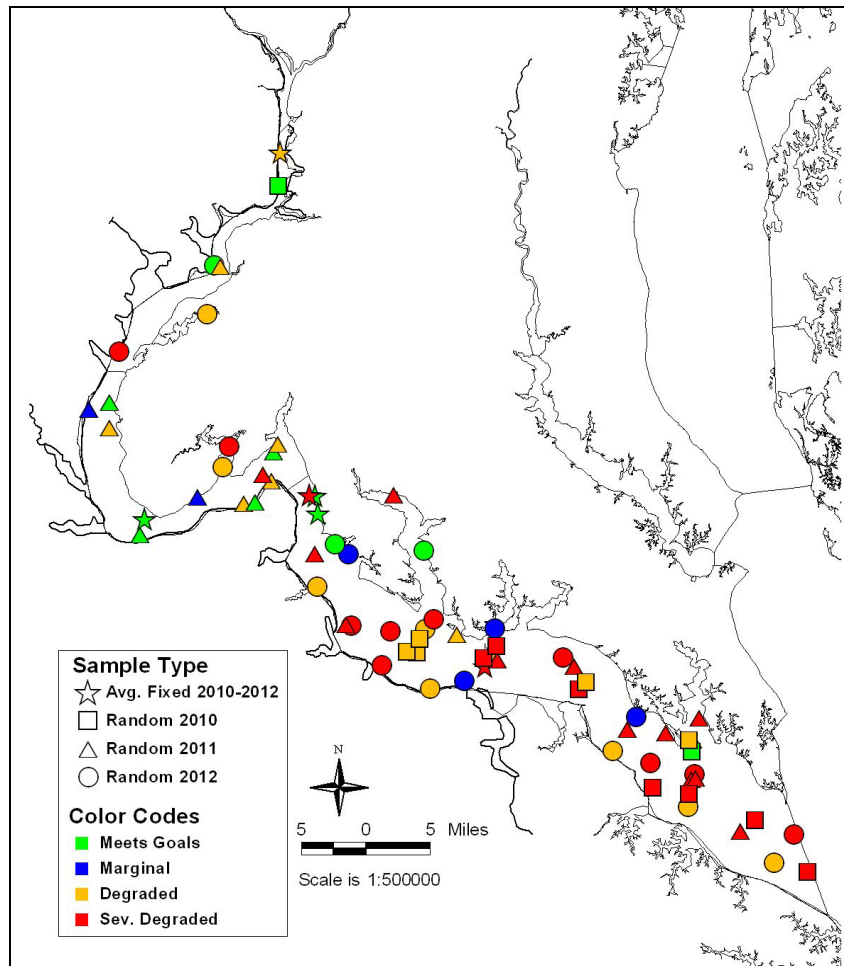 Sample Type
Avg. Fixed 2010-2012
Random 2010
Random 2011
Random 2012
Color Codes
Meets Goals
Marginal
Degraded
Sev. Degraded
N
5 0 5 Miles
Scale is 1:500000